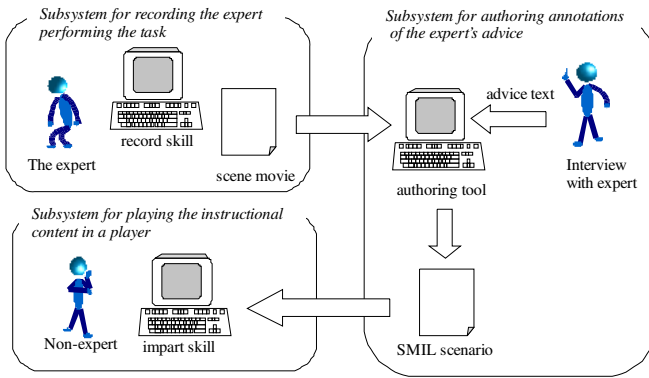 Subsystem for recording the expert
performing the task
The expert
record skill
scene movie
Subsystem for authoring annotations
of the expert's advice
advice text
authoring tool
Interview
with expert
SMIL scenario
Subsystem for playing the instructional
content in a player
Non-expert
impart skill